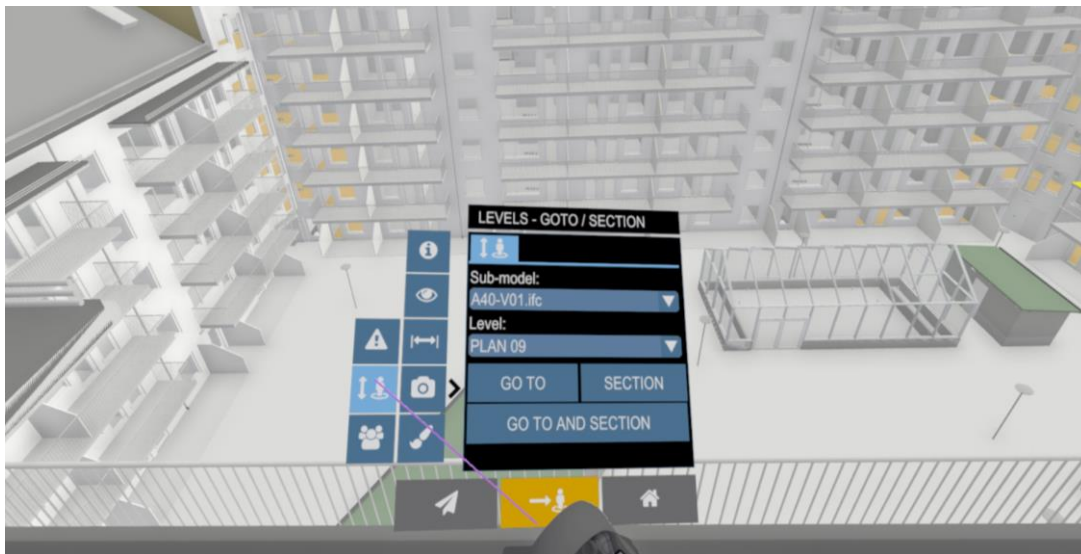 LEVELS - GOTO / SECTION
Sub-model:
A40-V01.ifc
Level:
PLAN 09
GO TO
SECTION
GO TO AND SECTION